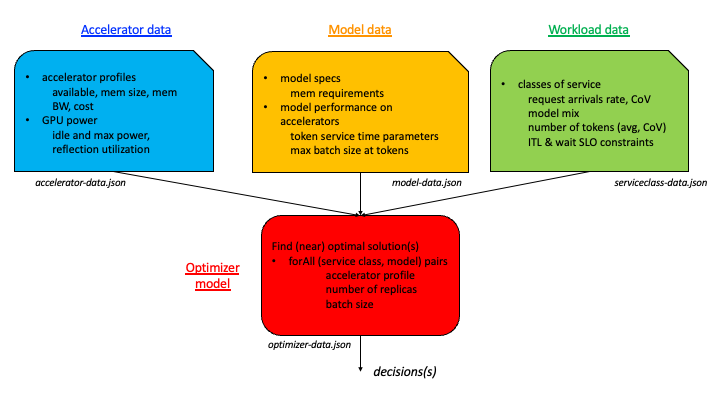 Accelerator data
Model data
Workload data
• accelerator profiles
available, mem size, mem
BW, cost
• GPU power
idle and max power,
reflection utilization
• model specs
mem requirements
• model performance on
accelerators
token service time parameters
max batch size at tokens
• classes of service
request arrivals rate, CoV
model mix
number of tokens (avg, CoV)
ITL & wait SLO constraints
accelerator-data.json
model-data.json
serviceclass-data.json
Optimizer
model
Find (near) optimal solution(s)
• forAll (service class, model) pairs
accelerator profile
number of replicas
batch size
optimizer-data.json
decisions(s)